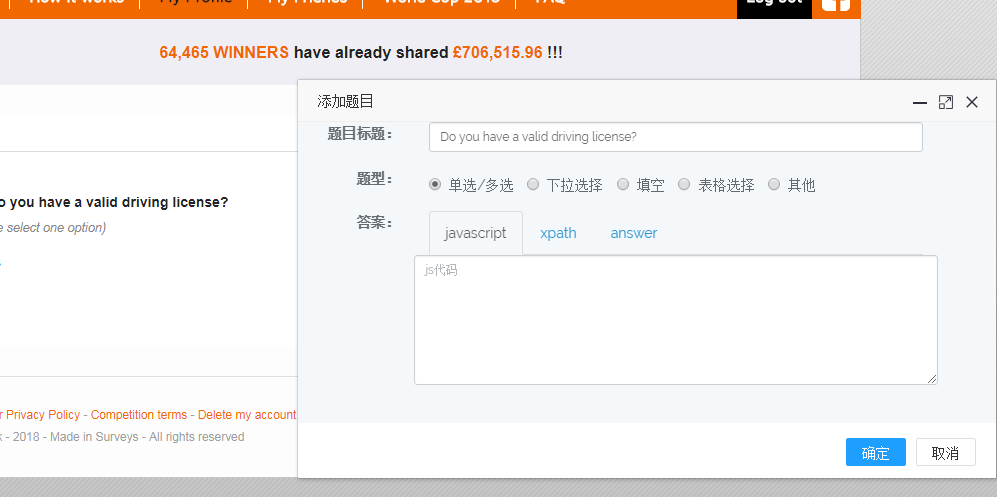 How it works My Profile My Friends World Cup 2018 FAQ Log out
64,465 WINNERS have already shared £706,515.96 !!!
添加题目
题目标题：
Do you have a valid driving license?
题型：
单选/多选 下拉选择 填空 表格选择 其他
o you have a valid driving license?
答案：
e select one option)
javascript xpath answer
js代码
r Privacy Policy - Competition terms - Delete my account
k - 2018 - Made in Surveys - All rights reserved
确定 取消